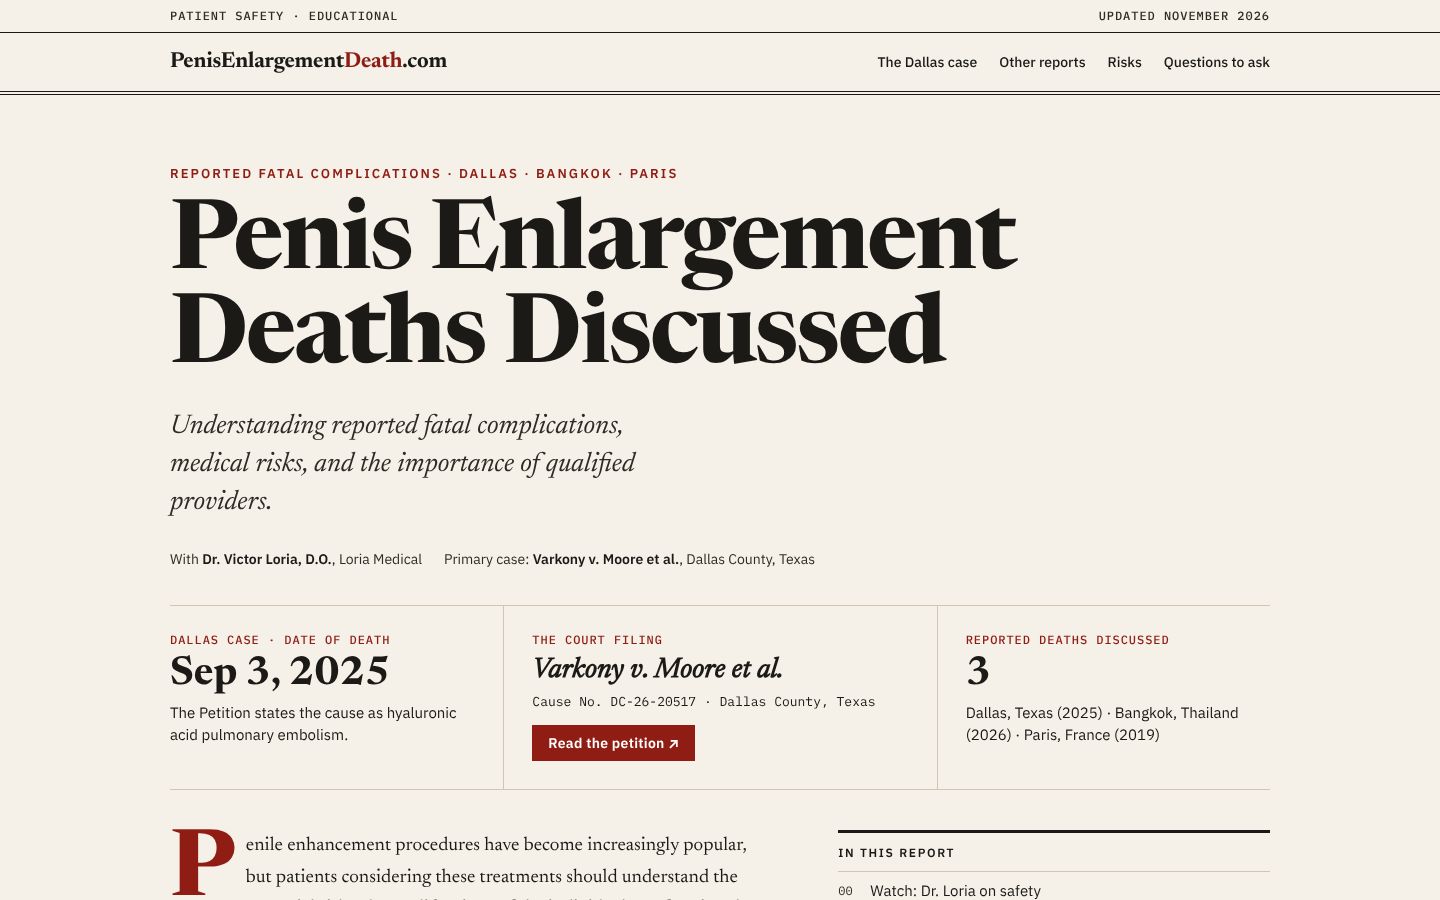 PATIENT SAFETY · EDUCATIONAL
UPDATED NOVEMBER 2026
PenisEnlargementDeath.com
The Dallas case
Other reports
Risks
Questions to ask
REPORTED FATAL COMPLICATIONS · DALLAS · BANGKOK · PARIS
Penis Enlargement
Deaths Discussed
Understanding reported fatal complications,
medical risks, and the importance of qualified
providers.
With Dr. Victor Loria, D.O., Loria Medical
Primary case: Varkony v. Moore et al., Dallas County, Texas
DALLAS CASE · DATE OF DEATH
Sep 3, 2025
The Petition states the cause as hyaluronic
acid pulmonary embolism.
THE COURT FILING
Varkony v. Moore et al.
Cause No. DC-26-20517 · Dallas County, Texas
Read the petition ↗
REPORTED DEATHS DISCUSSED
3
Dallas, Texas (2025) · Bangkok, Thailand
(2026) · Paris, France (2019)
Penile enhancement procedures have become increasingly popular,
but patients considering these treatments should understand the
IN THIS REPORT
00 Watch: Dr. Loria on safety